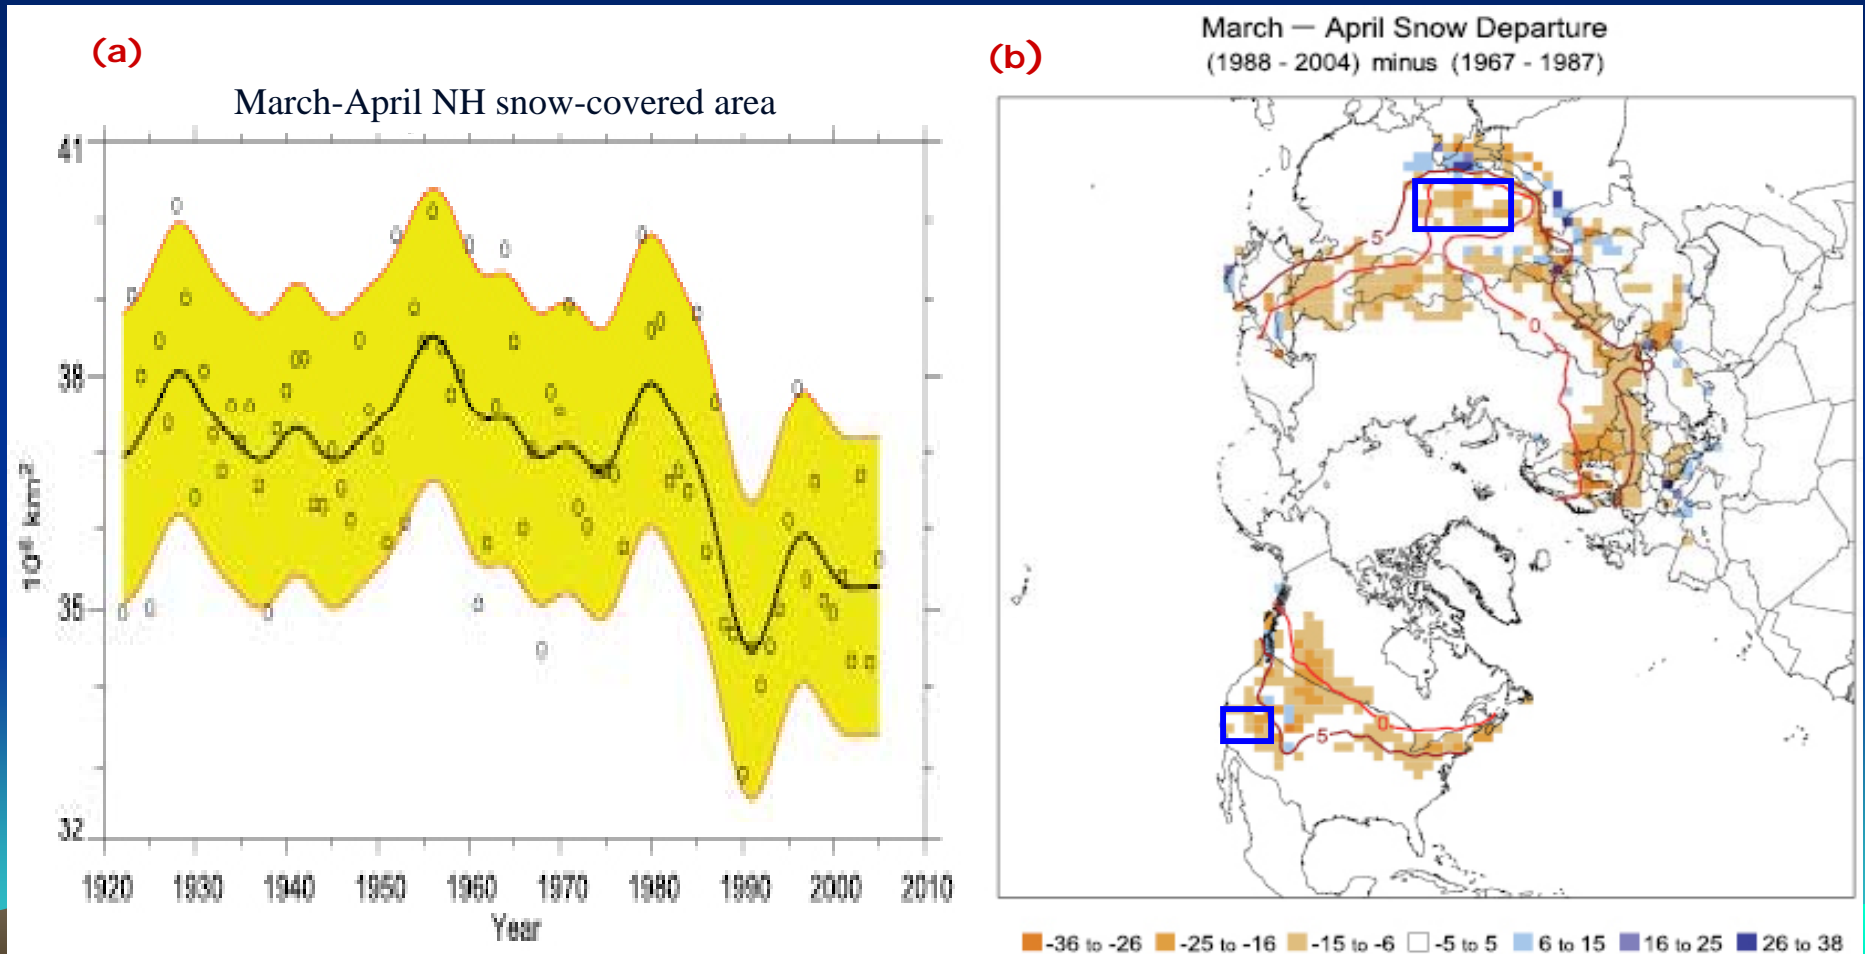 (a)
March-April NH snow-covered area
41
38
35
32
10⁶ km²
1920 1930 1940 1950 1960 1970 1980 1990 2000 2010
Year
(b)
March — April Snow Departure
(1988 - 2004) minus (1967 - 1987)
5
0
0
5
-36 to -26 -25 to -16 -15 to -6 -5 to 5 6 to 15 16 to 25 26 to 38